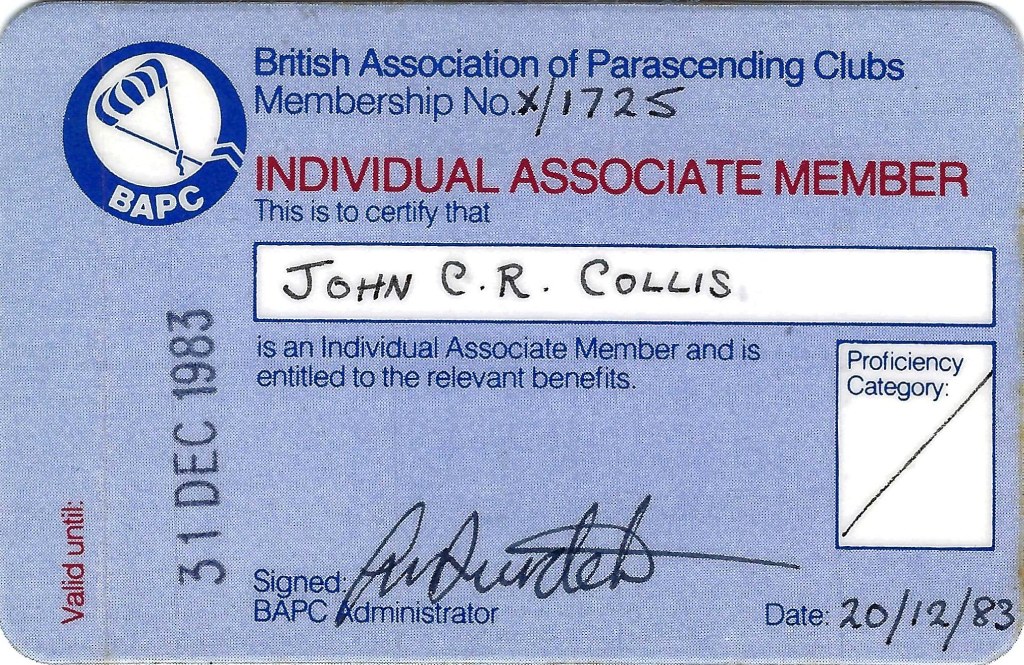 British Association of Parascending Clubs
Membership No. X/1725
BAPC
INDIVIDUAL ASSOCIATE MEMBER
This is to certify that
JOHN C.R. COLLIS
is an Individual Associate Member and is
entitled to the relevant benefits.
Proficiency
Category:
Valid until:
31 DEC 1983
Signed:
BAPC Administrator
Date: 20/12/83